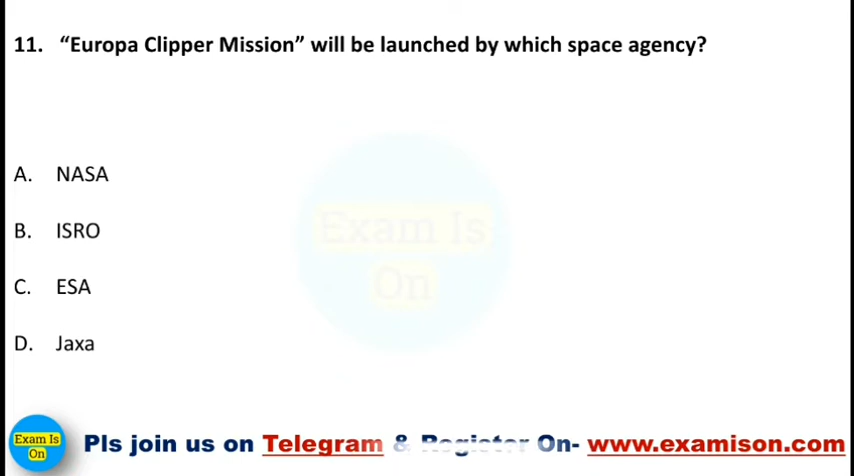 11. “Europa Clipper Mission” will be launched by which space agency?
A. NASA
B. ISRO
C. ESA
D. Jaxa
Exam Is
On
Exam Is
On
Pls join us on Telegram & Register On- www.examison.com